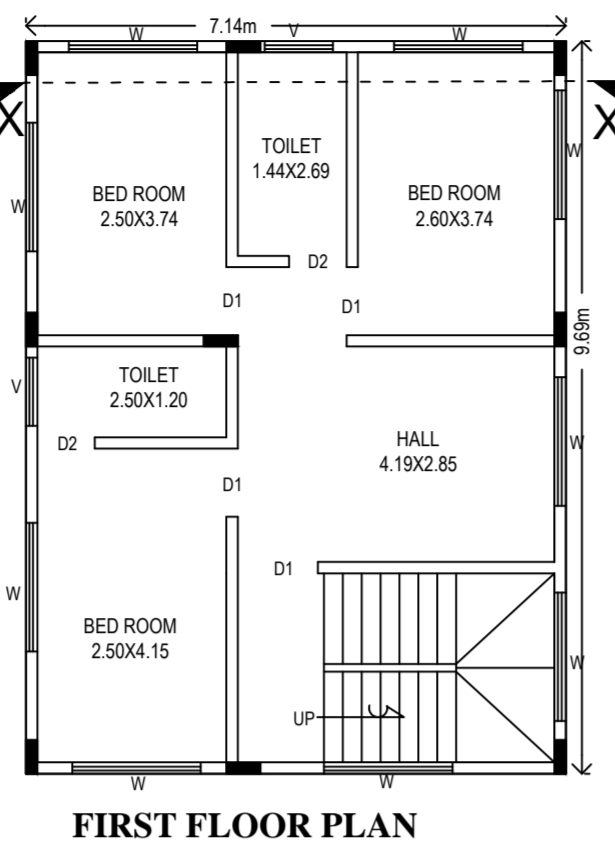 W
7.14m
V
W
X
X
TOILET
1.44X2.69
W
BED ROOM
2.50X3.74
BED ROOM
2.60X3.74
W
D2
D1
D1
9.69m
TOILET
2.50X1.20
V
D2
HALL
4.19X2.85
W
D1
D1
W
BED ROOM
2.50X4.15
W
UP
W
W
FIRST FLOOR PLAN